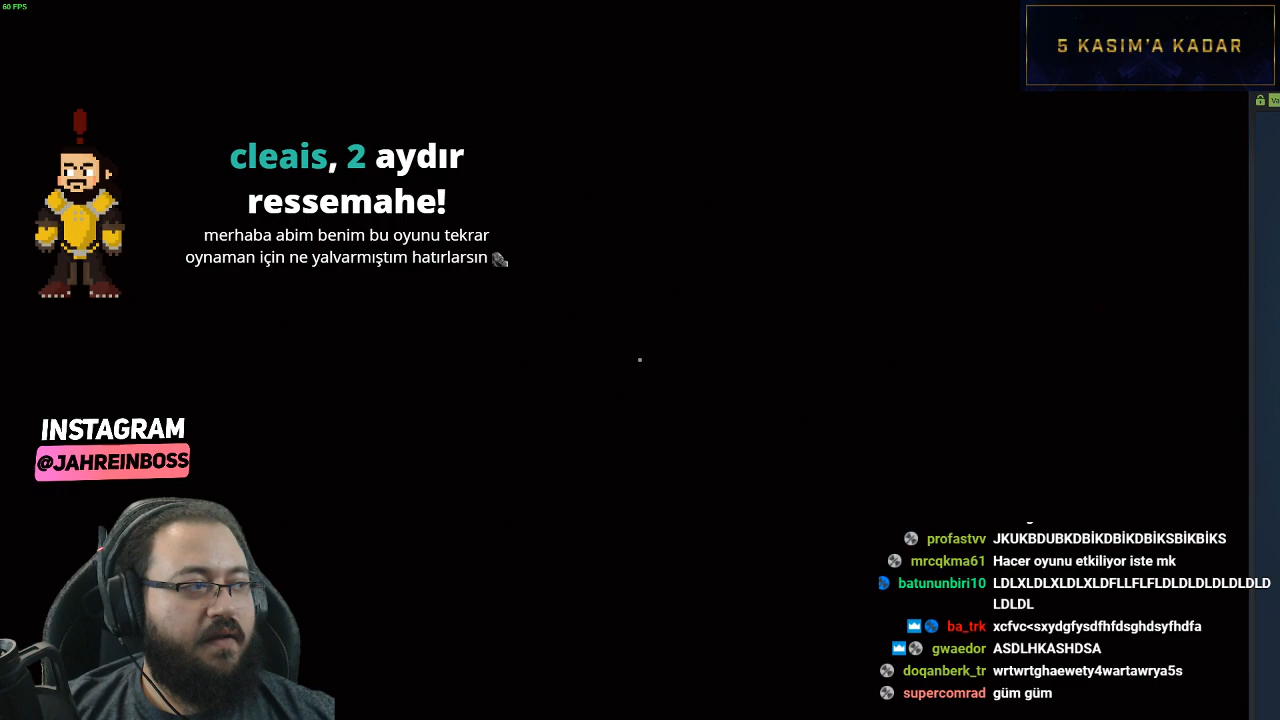 60 FPS
5 KASIM'A KADAR
cleais, 2 aydır
ressemahe!
merhaba abim benim bu oyunu tekrar
oynaman için ne yalvarmıştım hatırlarsın
INSTAGRAM
@JAHREINBOSS
profastvv JKUKBDUBKDBİKDBİKDBİKSBİKBİKS
mrcqkma61 Hacer oyunu etkiliyor iste mk
batununbiri10 LDLXLDLXLDLXLDFLLFLFLDLDLDLDLDLDLD
LDLDL
ba_trk xcfvc<sxydgfysdfhfdsghdsyfhdfa
gwaedor ASDLHKASHDSA
doqanberk_tr wrtwrtghaewety4wartawrya5s
supercomrad güm güm